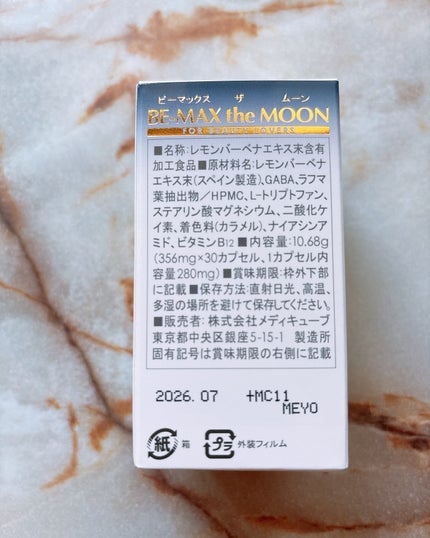 ビーマックス ザ ムーン
BE-MAX the MOON
FOR BEAUTY LOVERS
■名称:レモンバーベナエキス末含有
加工食品■原材料名:レモンバーベナ
エキス末(スペイン製造)、GABA、ラフマ
葉抽出物/HPMC、L-トリプトファン、
ステアリン酸マグネシウム、二酸化ケ
イ素、着色料(カラメル)、ナイアシンア
ミド、ビタミンB12 ■内容量:10.68g
(356mg×30カプセル、1カプセル内
容量280mg) ■賞味期限:枠外下部
に記載 ■保存方法:直射日光、高温、
多湿の場所を避けて保存してください。
■販売者:株式会社メディキューブ
東京都中央区銀座5-15-1 製造所
固有記号は賞味期限の右側に記載
2026.07 +MC11
MEYO
紙 箱 プラ 外装フィルム